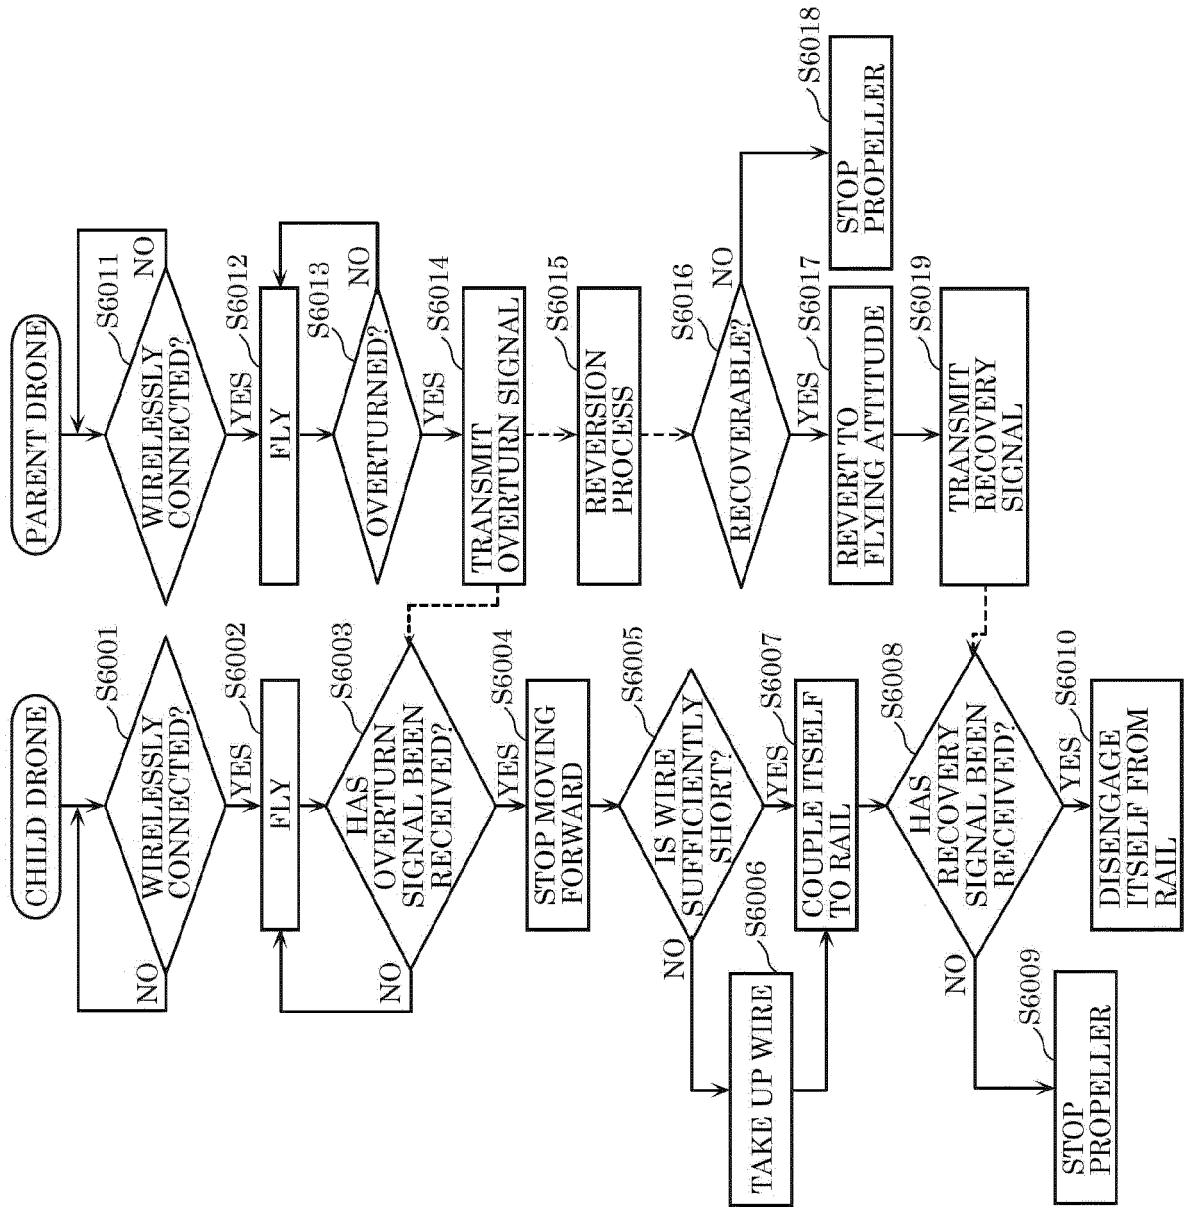 CHILD DRONE
S6001
WIRELESSLY
CONNECTED?
NO
YES
S6002
FLY
S6003
HAS
OVERTURN
SIGNAL BEEN
RECEIVED?
NO
YES
S6004
STOP MOVING
FORWARD
S6005
IS WIRE
SUFFICIENTLY
SHORT?
NO
YES
S6006
TAKE UP WIRE
S6007
COUPLE ITSELF
TO RAIL
S6008
HAS
RECOVERY
SIGNAL BEEN
RECEIVED?
NO
YES
S6009
STOP
PROPELLER
S6010
DISENGAGE
ITSELF FROM
RAIL
PARENT DRONE
S6011
WIRELESSLY
CONNECTED?
NO
YES
S6012
FLY
S6013
OVERTURNED?
NO
YES
S6014
TRANSMIT
OVERTURN SIGNAL
S6015
REVERSION
PROCESS
S6016
RECOVERABLE?
NO
YES
S6017
REVERT TO
FLYING ATTITUDE
S6018
STOP
PROPELLER
S6019
TRANSMIT
RECOVERY
SIGNAL